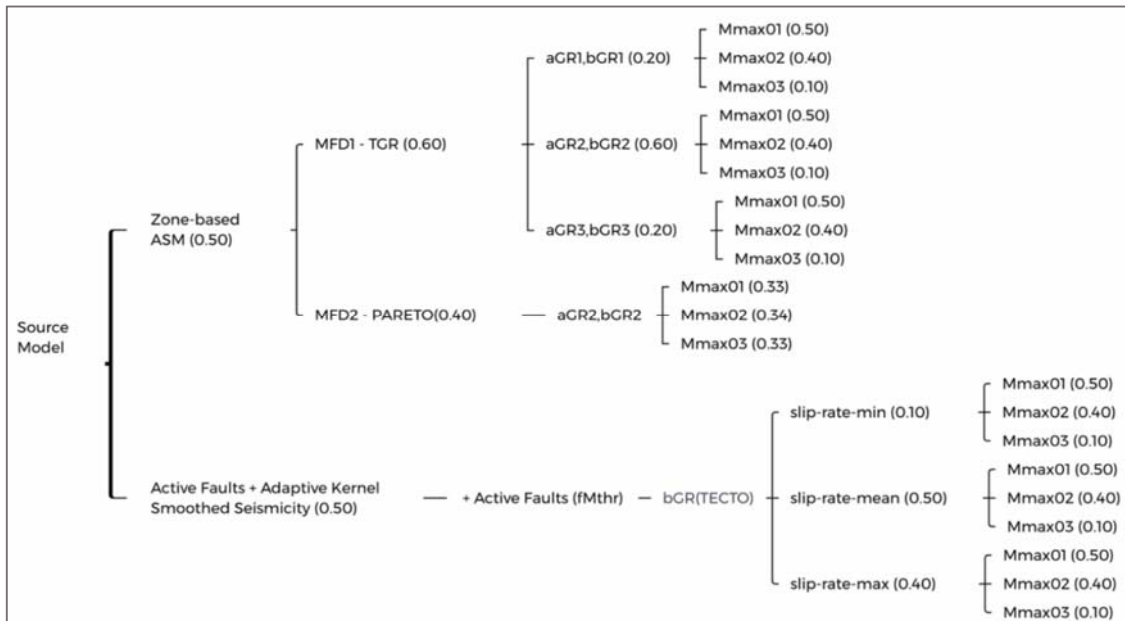 Source
Model
Zone-based
ASM (0.50)
MFD1 - TGR (0.60)
aGR1,bGR1 (0.20)
Mmax01 (0.50)
Mmax02 (0.40)
Mmax03 (0.10)
aGR2,bGR2 (0.60)
Mmax01 (0.50)
Mmax02 (0.40)
Mmax03 (0.10)
aGR3,bGR3 (0.20)
Mmax01 (0.50)
Mmax02 (0.40)
Mmax03 (0.10)
MFD2 - PARETO(0.40)
aGR2,bGR2
Mmax01 (0.33)
Mmax02 (0.34)
Mmax03 (0.33)
Active Faults + Adaptive Kernel
Smoothed Seismicity (0.50)
+ Active Faults (fMthr)
bGR(TECTO)
slip-rate-min (0.10)
Mmax01 (0.50)
Mmax02 (0.40)
Mmax03 (0.10)
slip-rate-mean (0.50)
Mmax01 (0.50)
Mmax02 (0.40)
Mmax03 (0.10)
slip-rate-max (0.40)
Mmax01 (0.50)
Mmax02 (0.40)
Mmax03 (0.10)